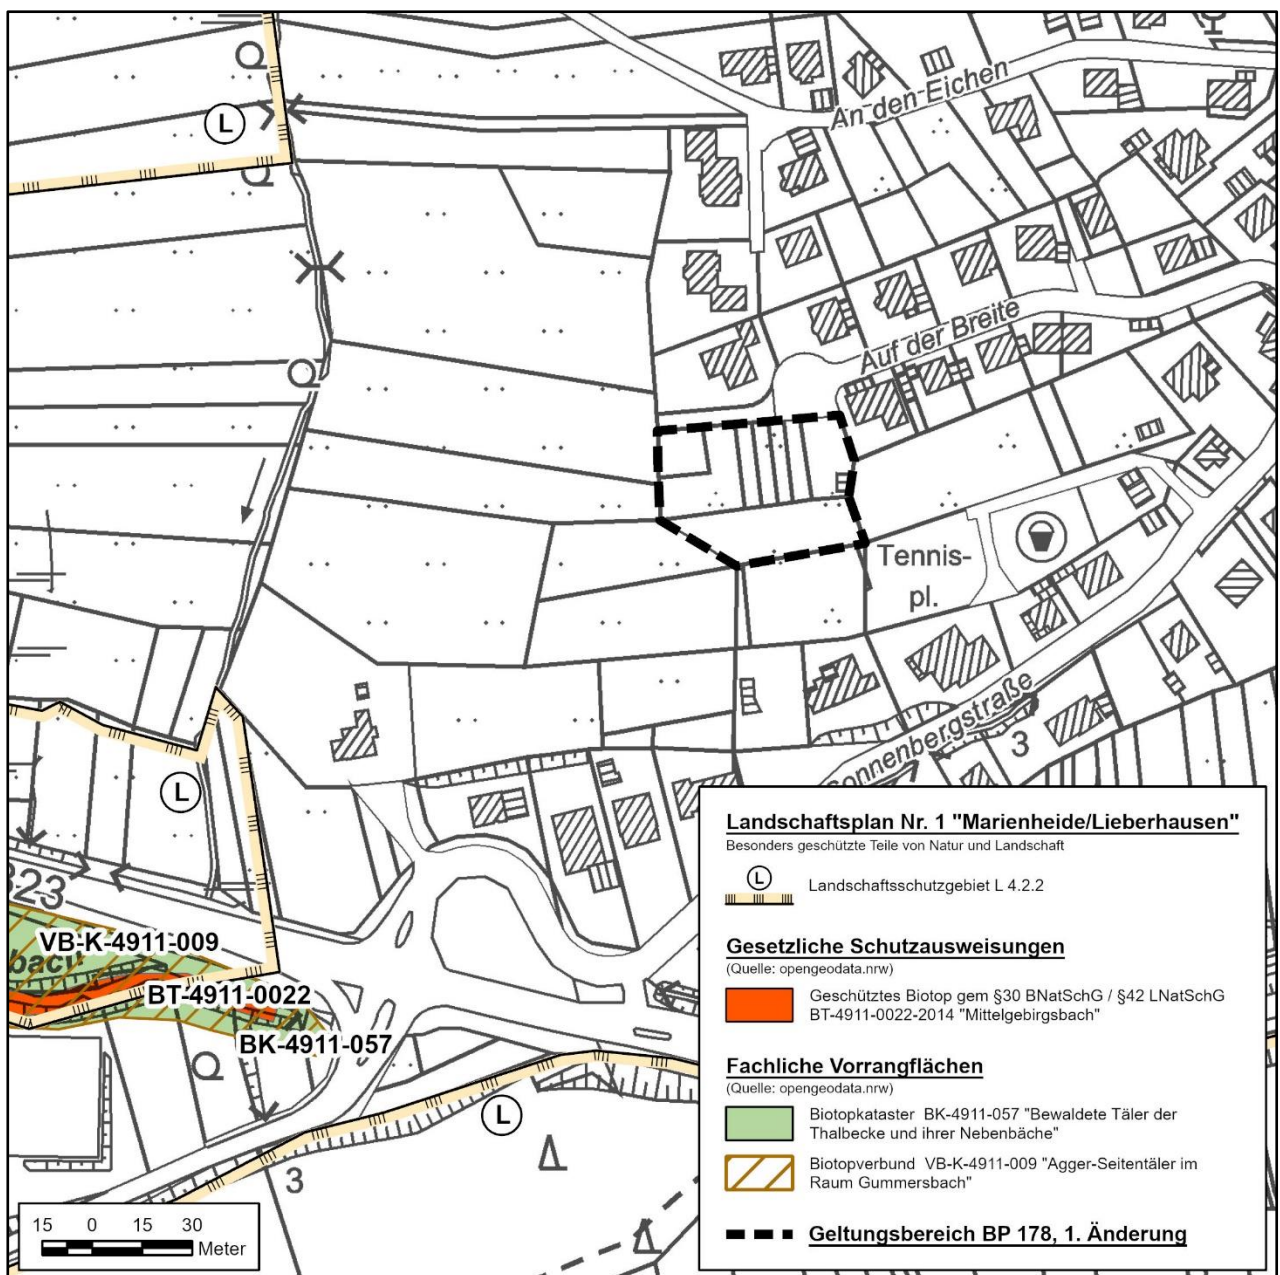 L
An den Eichen
Auf der Breite
Tennis-
pl.
Sonnenbergstraße
3
L
323
VB-K-4911-009
bach
BT-4911-0022
BK-4911-057
L
3
15 0 15 30
Meter
Landschaftsplan Nr. 1 "Marienheide/Lieberhausen"
Besonders geschützte Teile von Natur und Landschaft
L
Landschaftsschutzgebiet L 4.2.2
Gesetzliche Schutzausweisungen
(Quelle: opengeodata.nrw)
Geschütztes Biotop gem §30 BNatSchG / §42 LNatSchG
BT-4911-0022-2014 "Mittelgebirgsbach"
Fachliche Vorrangflächen
(Quelle: opengeodata.nrw)
Biotopkataster BK-4911-057 "Bewaldete Täler der
Thalbecke und ihrer Nebenbäche"
Biotopverbund VB-K-4911-009 "Agger-Seitentäler im
Raum Gummersbach"
Geltungsbereich BP 178, 1. Änderung